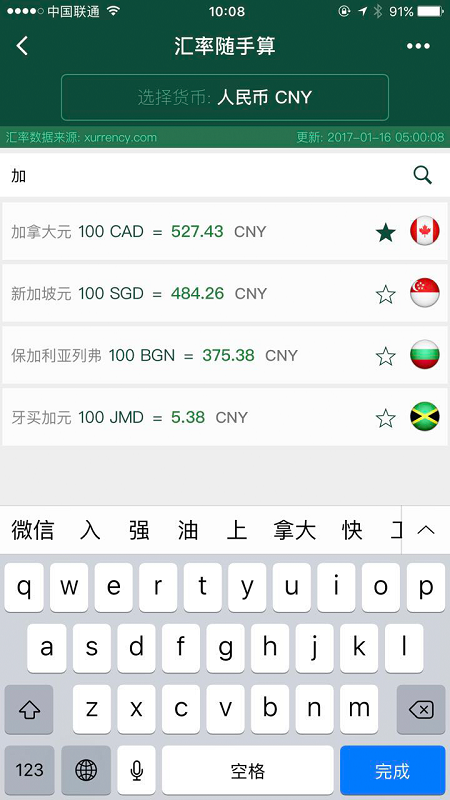 中国联通 10:08 91%
汇率随手算
选择货币: 人民币 CNY
汇率数据来源: xurrency.com 更新: 2017-01-16 05:00:08
加
加拿大元 100 CAD = 527.43 CNY
新加坡元 100 SGD = 484.26 CNY
保加利亚列弗 100 BGN = 375.38 CNY
牙买加元 100 JMD = 5.38 CNY
微信 入 强 油 上 拿大 快
q w e r t y u i o p
a s d f g h j k l
z x c v b n m
123 空格 完成